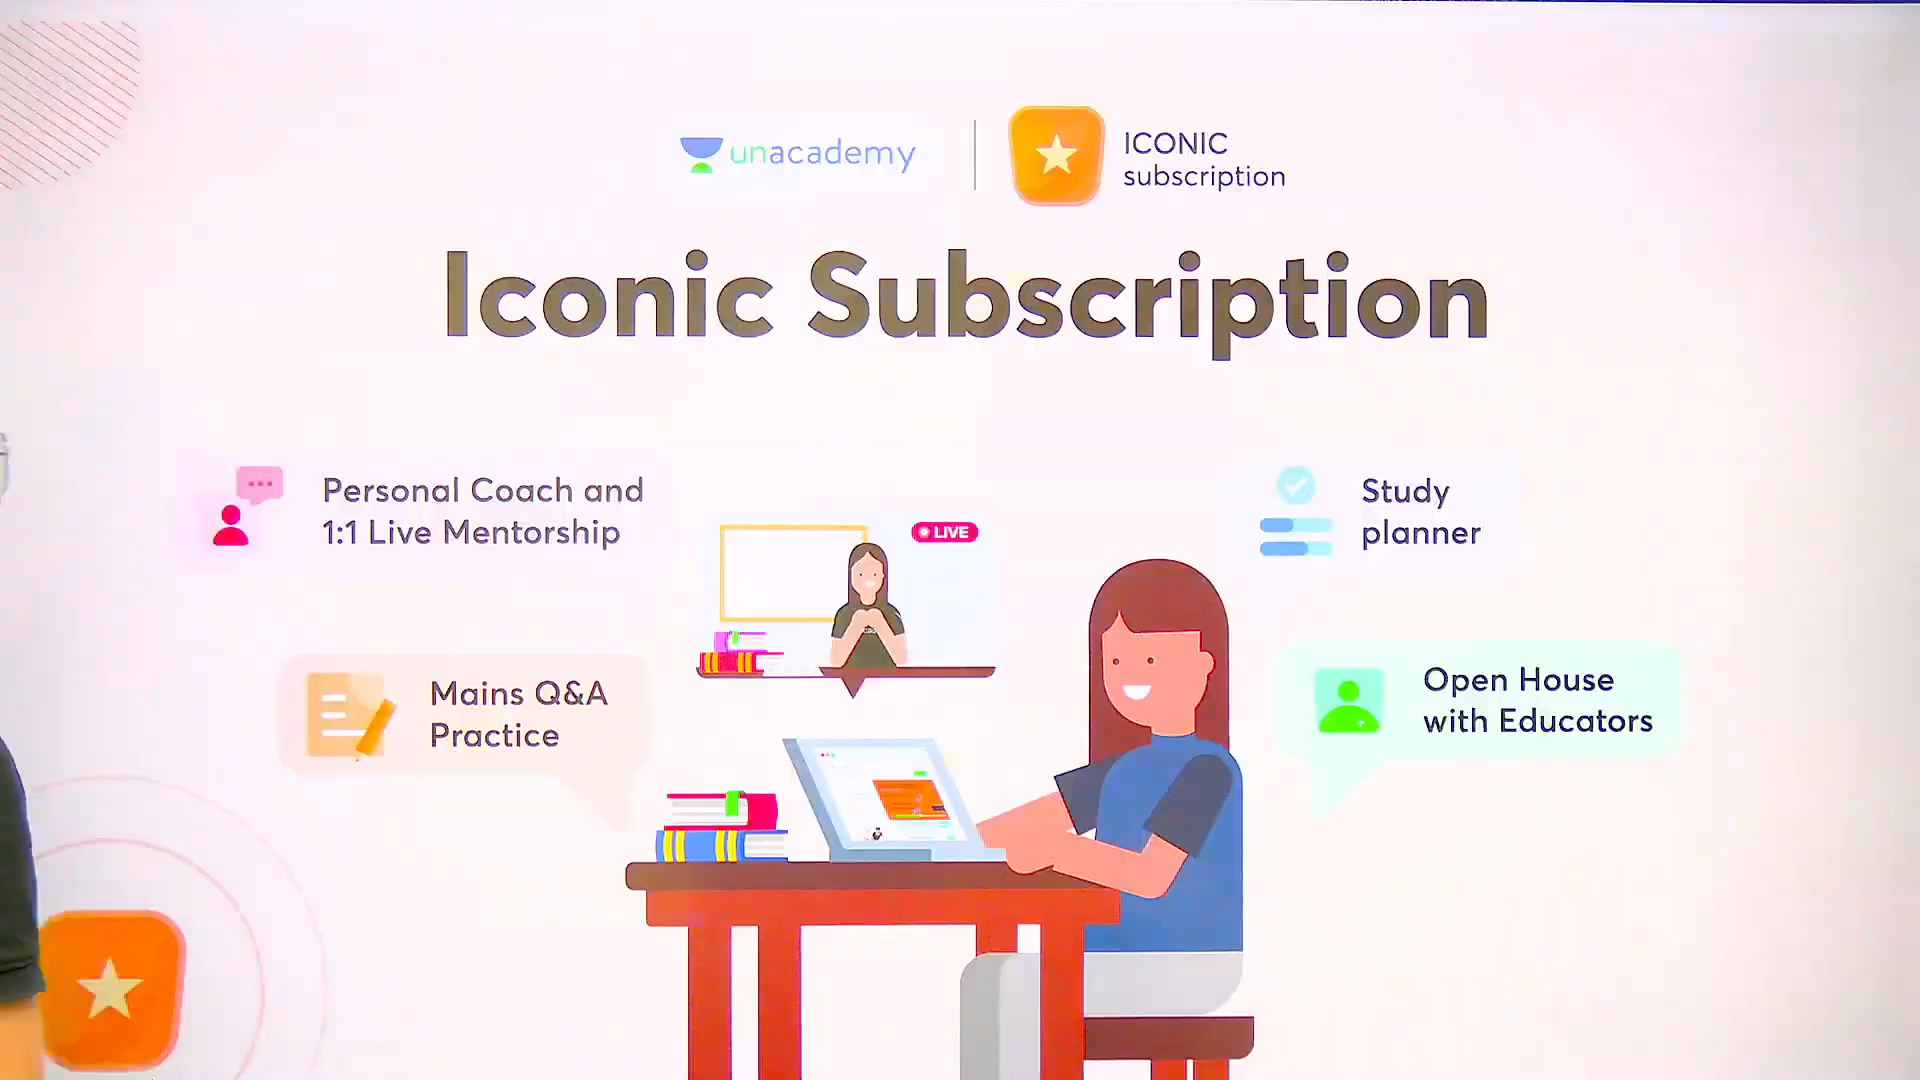 unacademy
ICONIC
subscription
Iconic Subscription
Personal Coach and
1:1 Live Mentorship
LIVE
Study
planner
Mains Q&A
Practice
Open House
with Educators